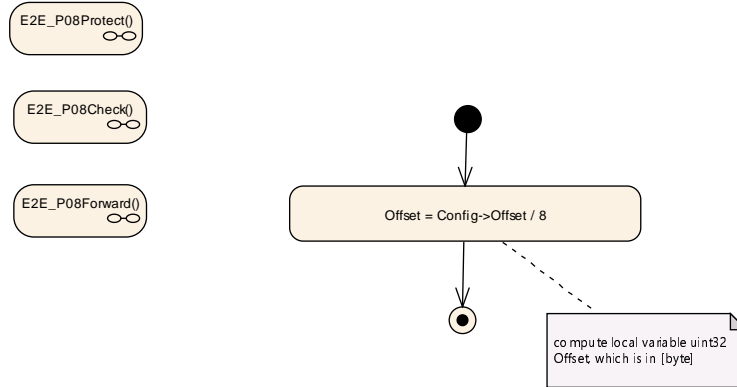 E2E_P08Protect()
E2E_P08Check()
E2E_P08Forward()
Offset = Config->Offset / 8
compute local variable uint32
Offset, which is in [byte]